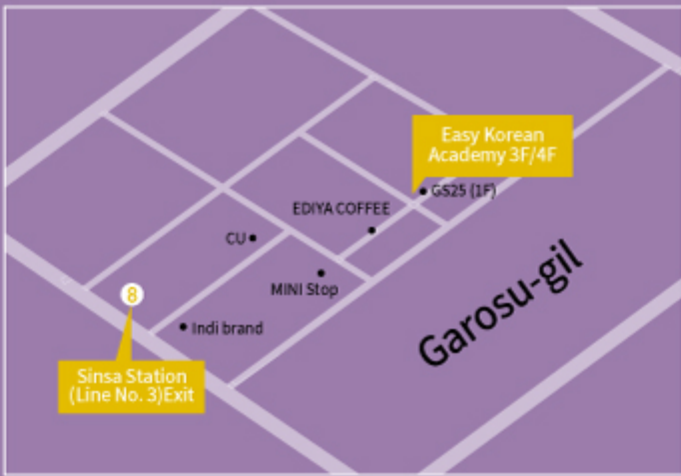 Easy Korean
Academy 3F/4F
GS25 (1F)
EDIYA COFFEE
CU
MINI Stop
8
Indi brand
Garosu-gil
Sinsa Station
(Line No. 3)Exit